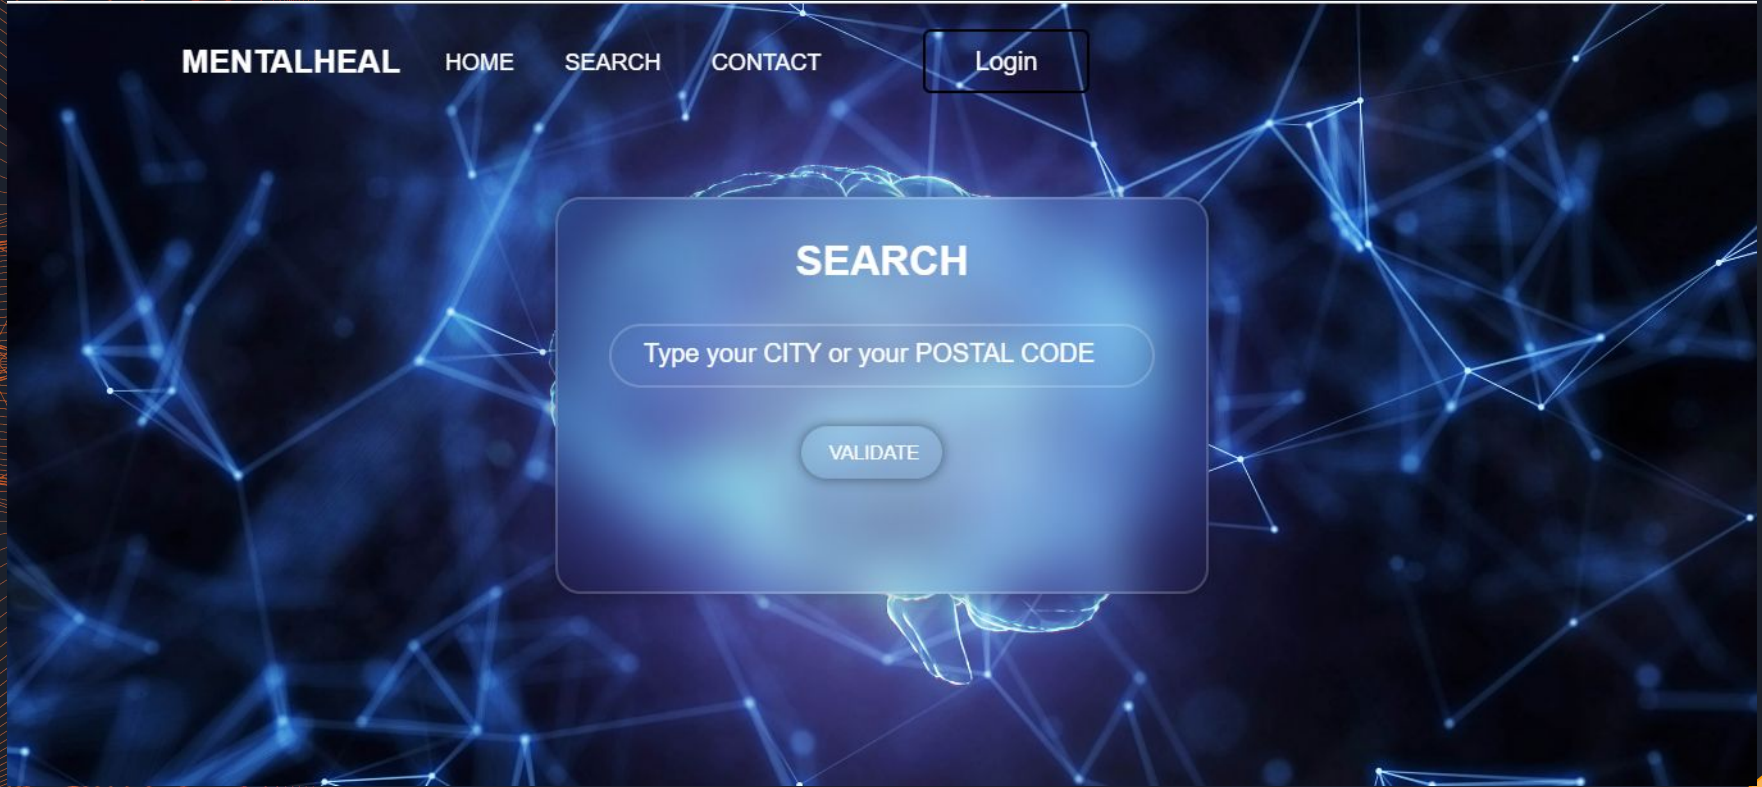 MENTALHEAL HOME SEARCH CONTACT Login
SEARCH
Type your CITY or your POSTAL CODE
VALIDATE